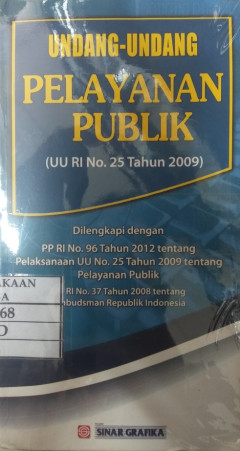 UNDANG-UNDANG
PELAYANAN
PUBLIK
(UU RI No. 25 Tahun 2009)
Dilengkapi dengan
PP RI No. 96 Tahun 2012 tentang
Pelaksanaan UU No. 25 Tahun 2009 tentang
Pelayanan Publik
RI No. 37 Tahun 2008 tentang
mbudsman Republik Indonesia
AKAAN
A
68
D
SINAR GRAFIKA